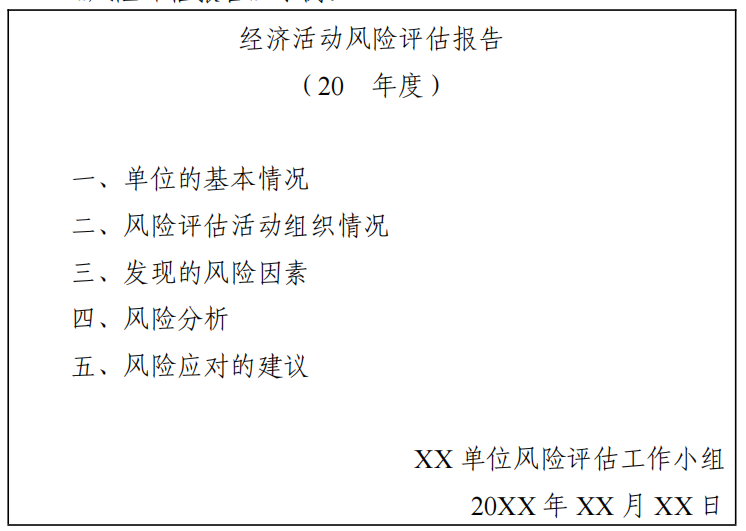 经济活动风险评估报告
（20 年度）
一、单位的基本情况
二、风险评估活动组织情况
三、发现的风险因素
四、风险分析
五、风险应对的建议
XX 单位风险评估工作小组
20XX 年 XX 月 XX 日